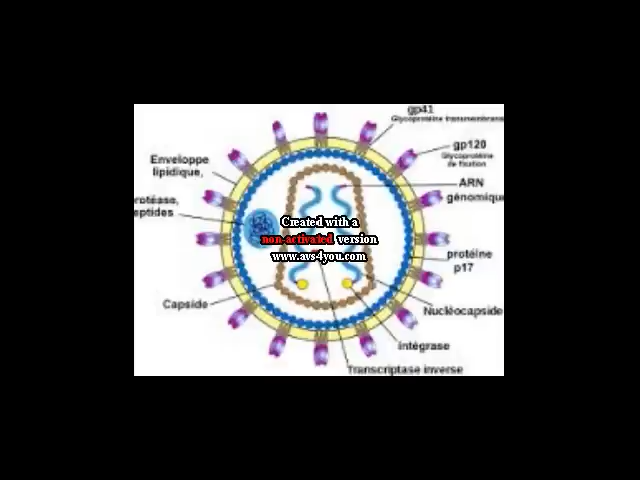 gp41
Glycoprotéine transmembrane
gp120
Glycoprotéine
de fixation
Enveloppe
lipidique,
ARN
génomique
rotéase,
eptides
Created with a
non-activated version
www.avs4you.com
protéine
p17
Capside
Nucléocapside
intégrase
Transcriptase inverse